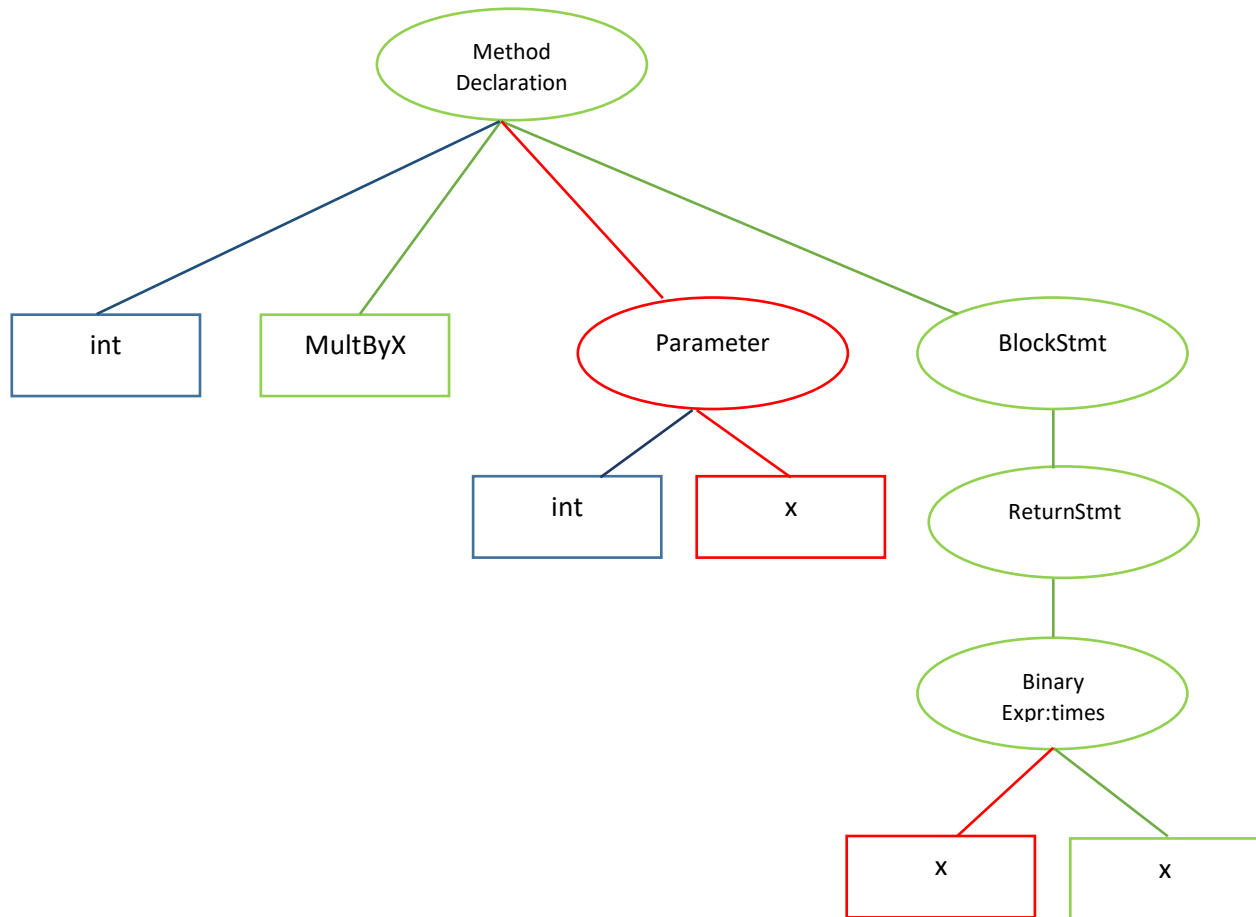 Method
Declaration
int
MultByX
Parameter
BlockStmt
int
x
ReturnStmt
Binary
Expr:times
x
x